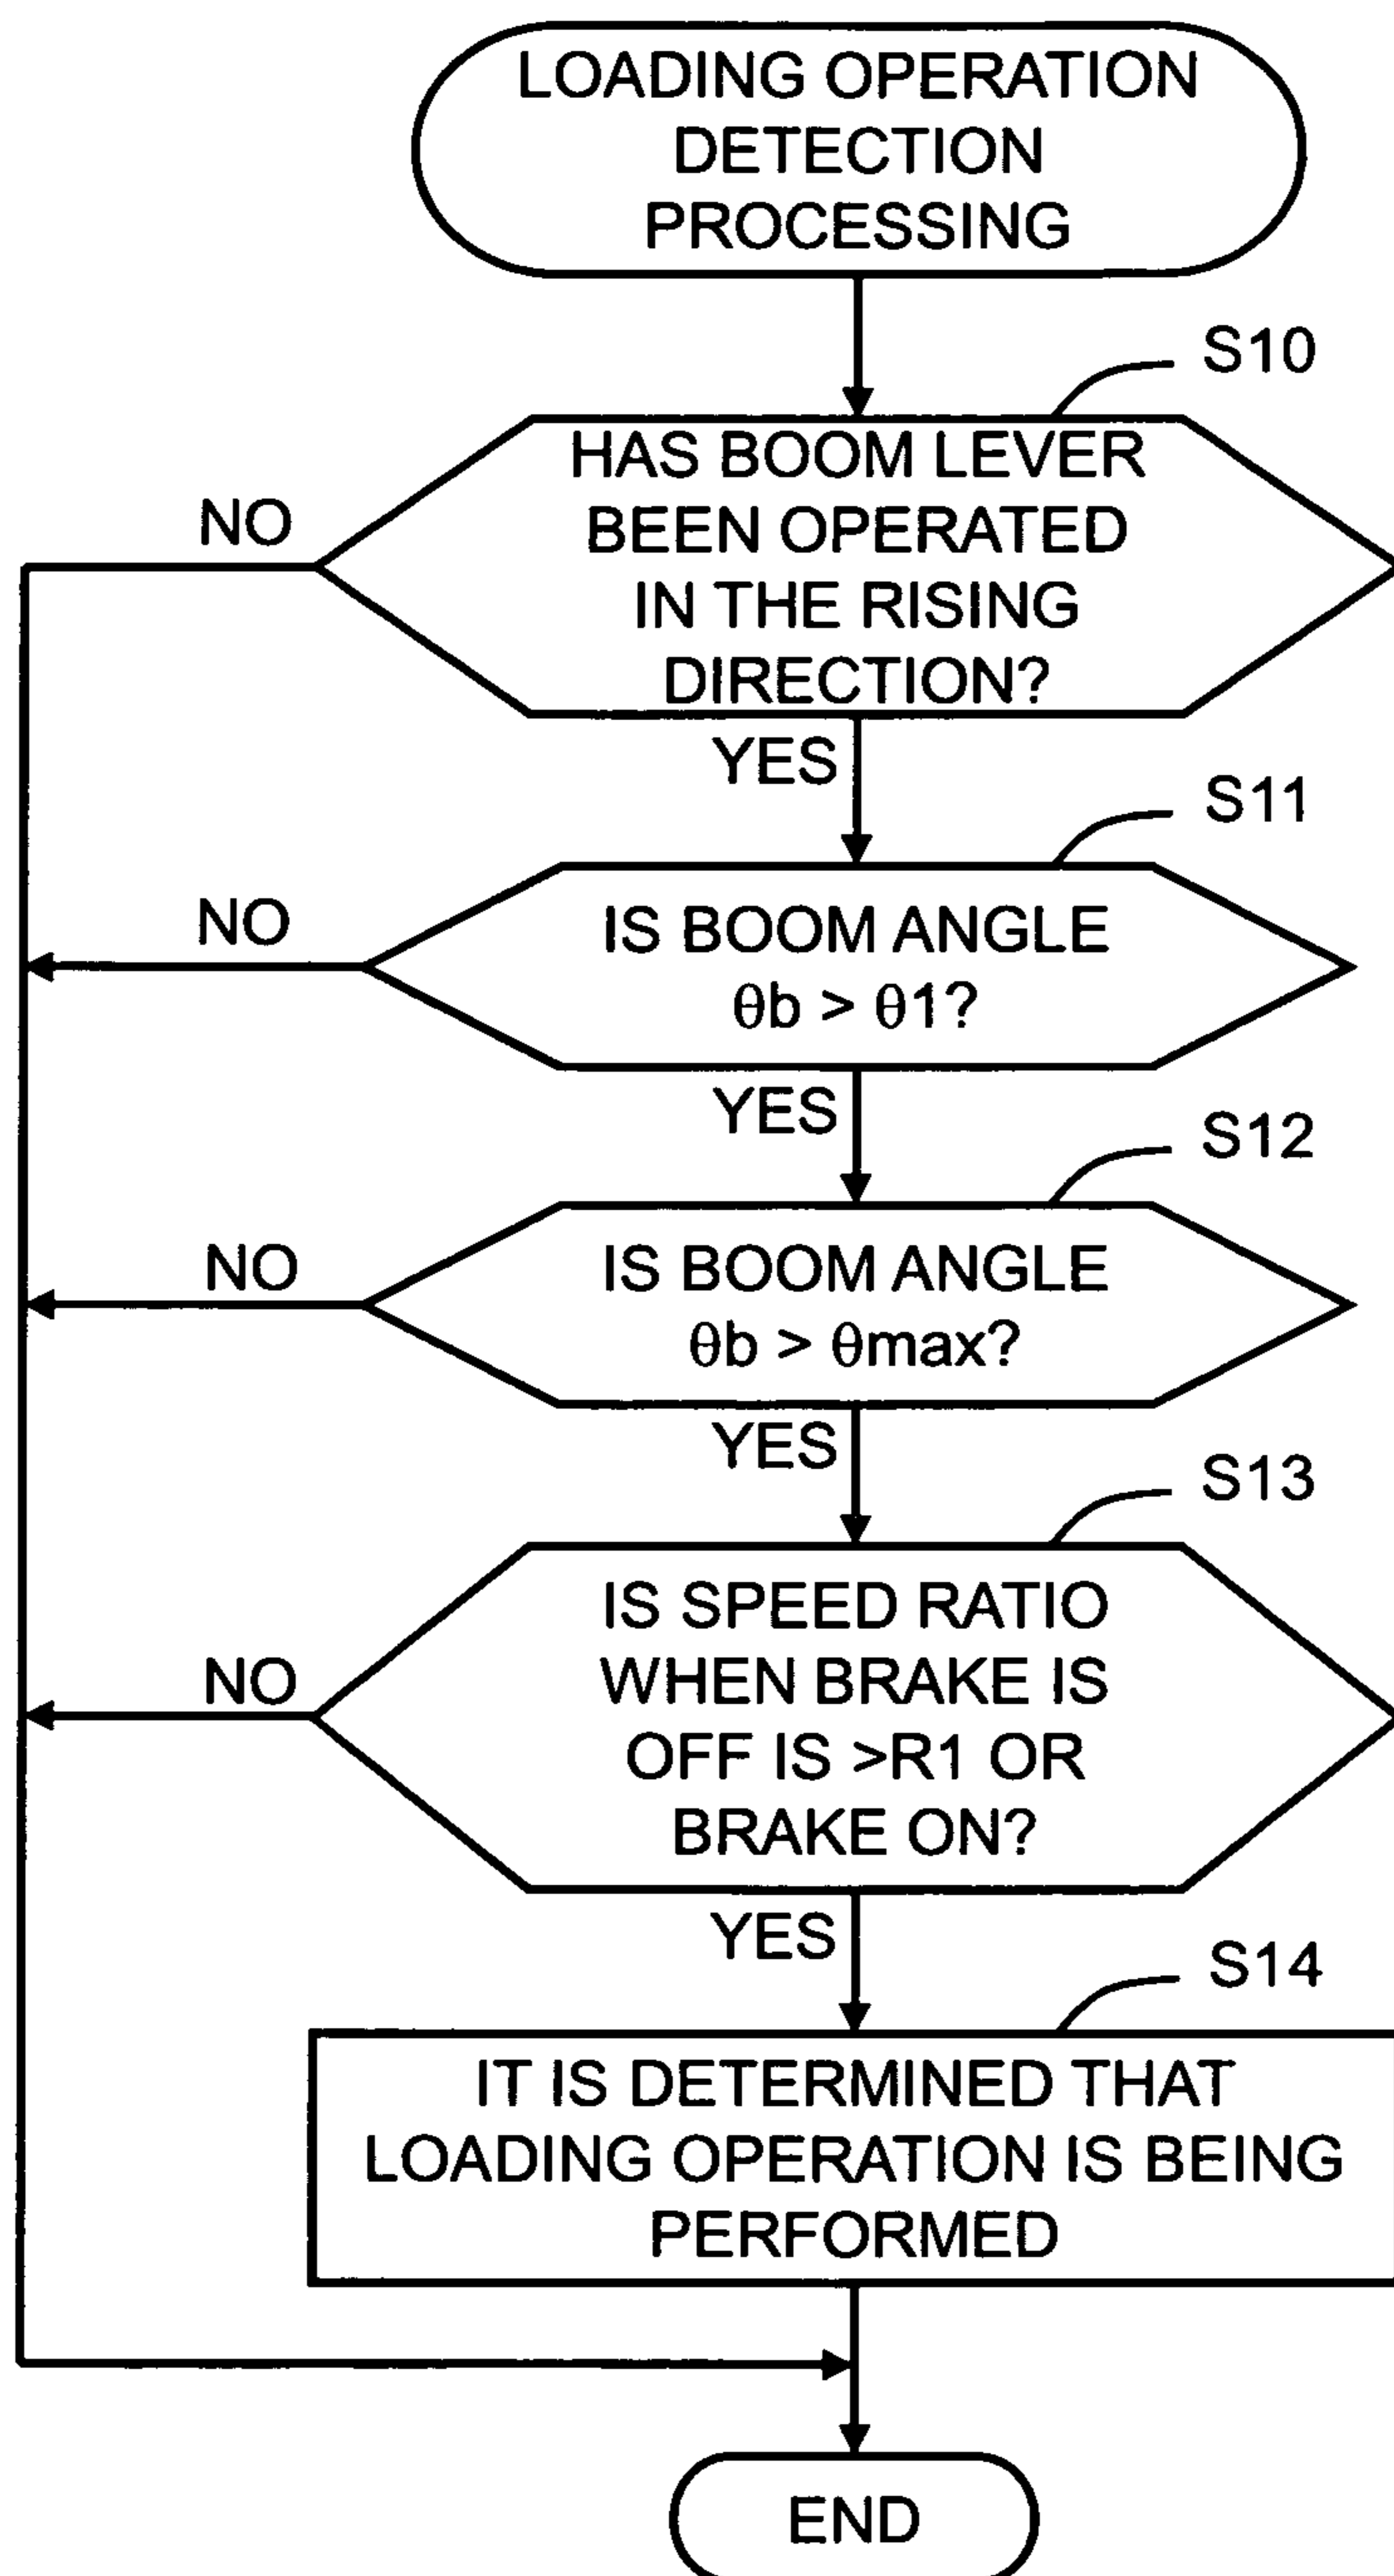 LOADING OPERATION
DETECTION
PROCESSING
S10
HAS BOOM LEVER
BEEN OPERATED
IN THE RISING
DIRECTION?
NO
YES
S11
IS BOOM ANGLE
θb > θ1?
NO
YES
S12
IS BOOM ANGLE
θb > θmax?
NO
YES
S13
IS SPEED RATIO
WHEN BRAKE IS
OFF IS >R1 OR
BRAKE ON?
NO
YES
S14
IT IS DETERMINED THAT
LOADING OPERATION IS BEING
PERFORMED
END